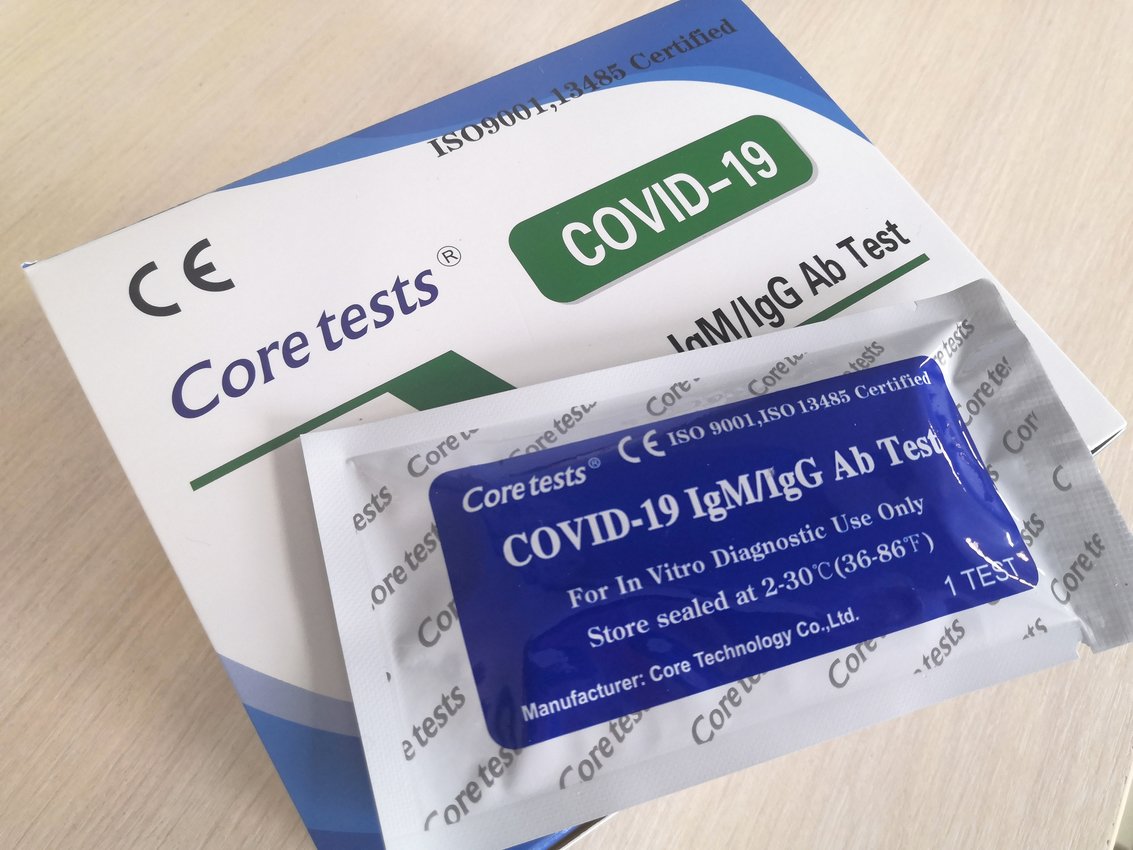 ISO9001,13485 Certified
CE
COVID-19
Core tests®
IgM/IgG Ab Test
Core tests® CE ISO 9001,ISO 13485 Certified
COVID-19 IgM/IgG Ab Test
For In Vitro Diagnostic Use Only
Store sealed at 2-30℃(36-86℉)
1 TEST
Manufacturer: Core Technology Co.,Ltd.